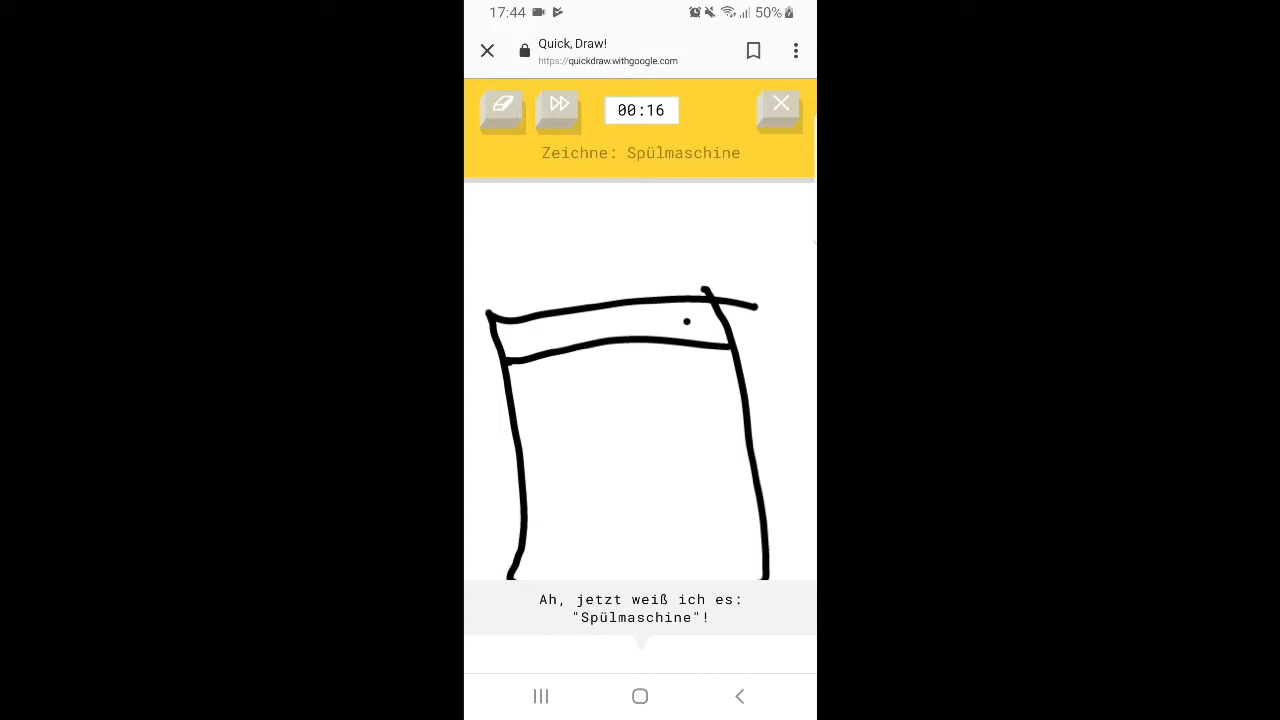 17:44 50%
Quick, Draw!
https://quickdraw.withgoogle.com
00:16
Zeichne: Spülmaschine
Ah, jetzt weiß ich es:
"Spülmaschine"!